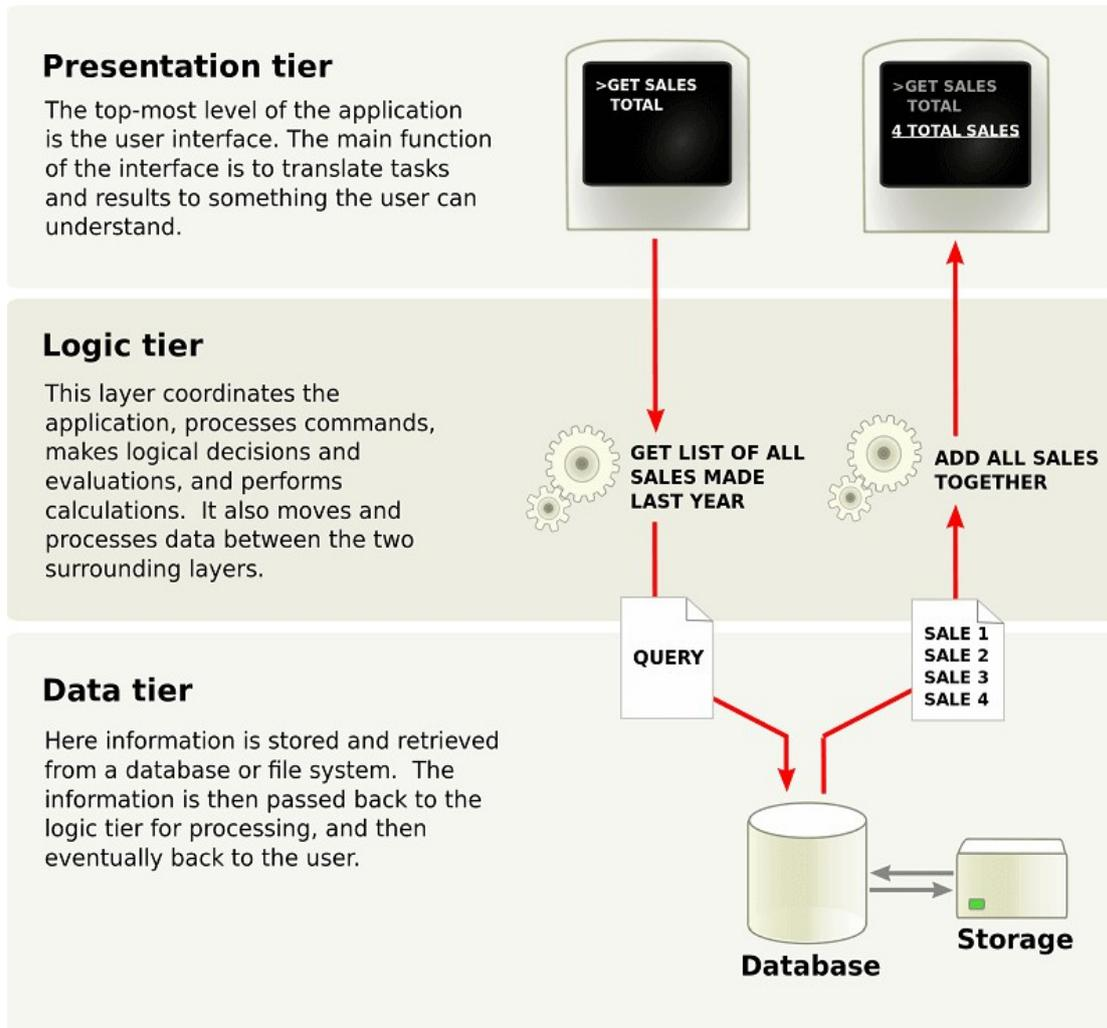 Presentation tier
The top-most level of the application
is the user interface. The main function
of the interface is to translate tasks
and results to something the user can
understand.
>GET SALES
TOTAL
>GET SALES
TOTAL
4 TOTAL SALES
Logic tier
This layer coordinates the
application, processes commands,
makes logical decisions and
evaluations, and performs
calculations.  It also moves and
processes data between the two
surrounding layers.
GET LIST OF ALL
SALES MADE
LAST YEAR
ADD ALL SALES
TOGETHER
QUERY
SALE 1
SALE 2
SALE 3
SALE 4
Data tier
Here information is stored and retrieved
from a database or file system.  The
information is then passed back to the
logic tier for processing, and then
eventually back to the user.
Database
Storage